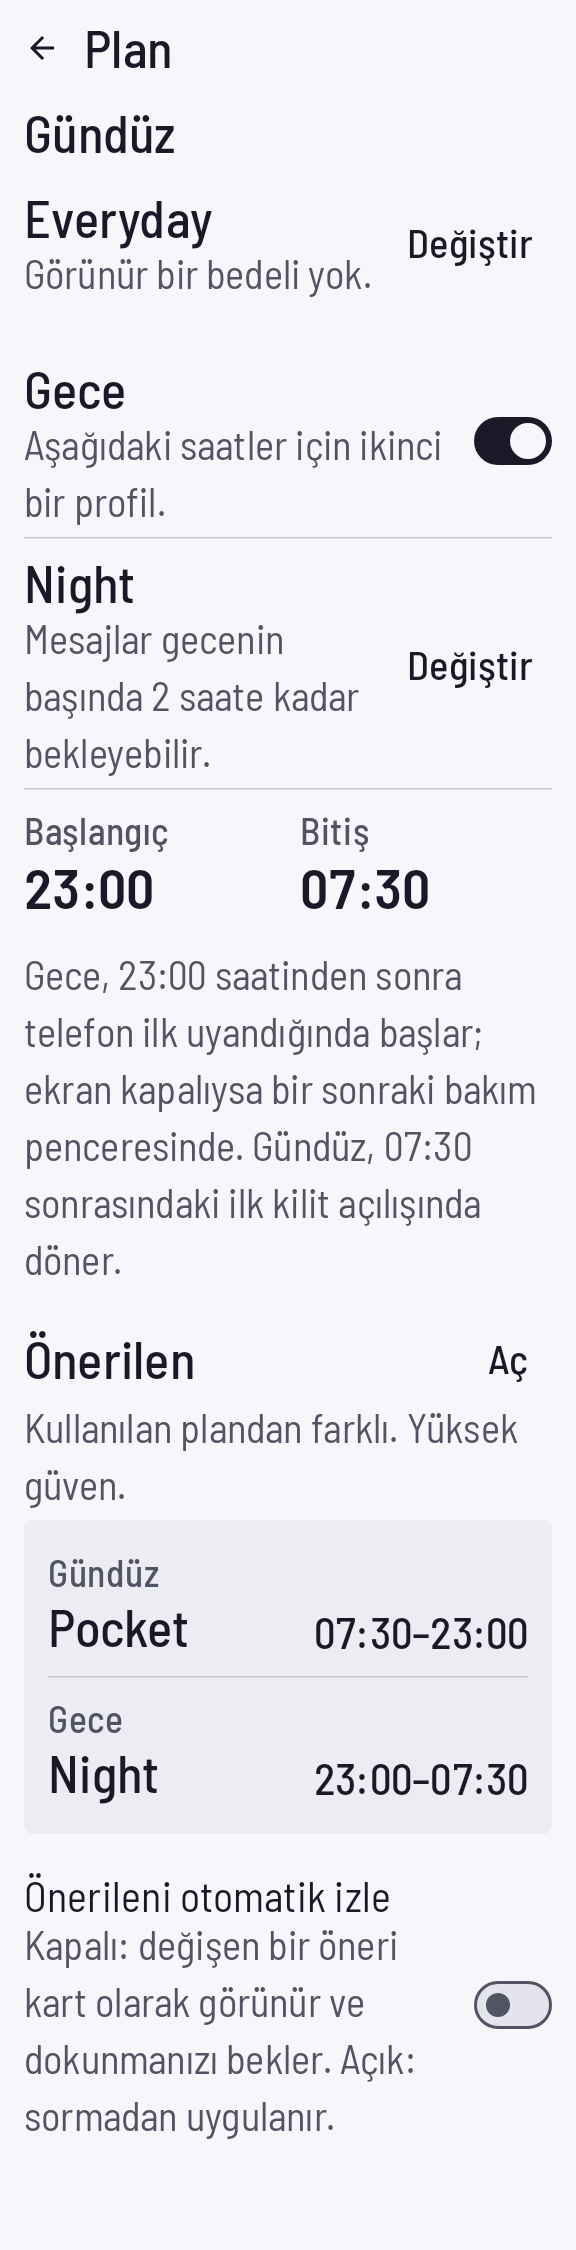 Plan
Gündüz
Everyday
Görünür bir bedeli yok.
Değiştir
Gece
Aşağıdaki saatler için ikinci
bir profil.
Night
Mesajlar gecenin
başında 2 saate kadar
bekleyebilir.
Değiştir
Başlangıç
23:00
Bitiş
07:30
Gece, 23:00 saatinden sonra
telefon ilk uyandığında başlar;
ekran kapalıysa bir sonraki bakım
penceresinde. Gündüz, 07:30
sonrasındaki ilk kilit açılışında
döner.
Önerilen
Aç
Kullanılan plandan farklı. Yüksek
güven.
Gündüz
Pocket
07:30–23:00
Gece
Night
23:00–07:30
Önerileni otomatik izle
Kapalı: değişen bir öneri
kart olarak görünür ve
dokunmanızı bekler. Açık:
sormadan uygulanır.